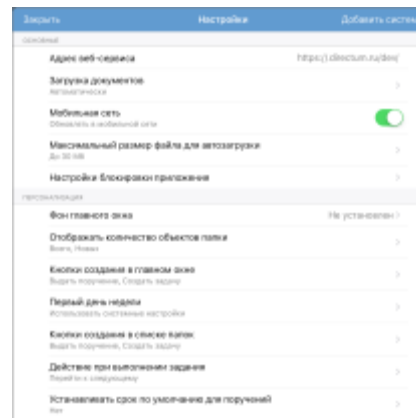 Закрыть
Настройки
Добавить систем
ОСНОВНЫЕ
Адрес веб-сервиса
https://directum.ru/dev/
Загрузка документов
Автоматически
Мобильная сеть
Обновлять в мобильной сети
Максимальный размер файла для автозагрузки
До 30 МБ
Настройки блокировки приложения
ПЕРСОНАЛИЗАЦИЯ
Фон главного окна
Не установлен
Отображать количество объектов папки
Всего, Новых
Кнопки создания в главном окне
Выдать поручение, Создать задачу
Первый день недели
Использовать системные настройки
Кнопки создания в списке папок
Выдать поручение, Создать задачу
Действие при выполнении задания
Перейти к следующему
Устанавливать срок по умолчанию для поручений
Нет